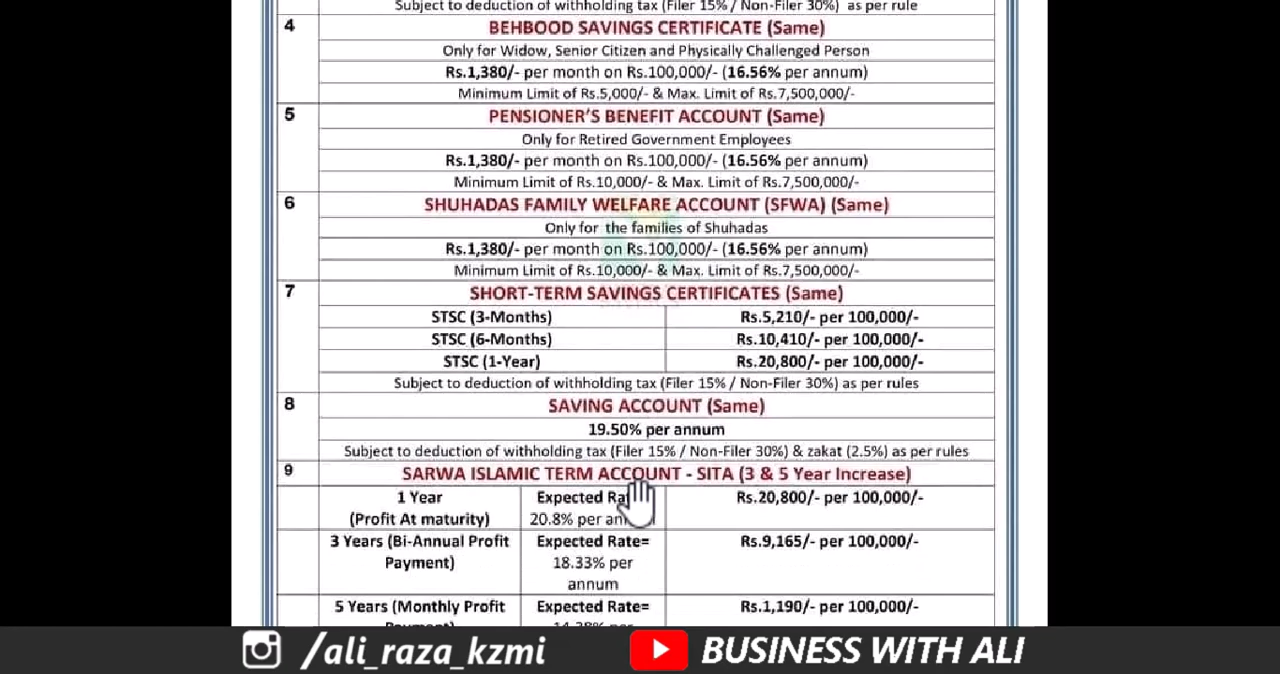 Subject to deduction of withholding tax (Filer 15% / Non-Filer 30%) as per rule
4
BEHBOOD SAVINGS CERTIFICATE (Same)
Only for Widow, Senior Citizen and Physically Challenged Person
Rs.1,380/- per month on Rs.100,000/- (16.56% per annum)
Minimum Limit of Rs.5,000/- & Max. Limit of Rs.7,500,000/-
5
PENSIONER'S BENEFIT ACCOUNT (Same)
Only for Retired Government Employees
Rs.1,380/- per month on Rs.100,000/- (16.56% per annum)
Minimum Limit of Rs.10,000/- & Max. Limit of Rs.7,500,000/-
6
SHUHADAS FAMILY WELFARE ACCOUNT (SFWA) (Same)
Only for the families of Shuhadas
Rs.1,380/- per month on Rs.100,000/- (16.56% per annum)
Minimum Limit of Rs.10,000/- & Max. Limit of Rs.7,500,000/-
7
SHORT-TERM SAVINGS CERTIFICATES (Same)
STSC (3-Months) Rs.5,210/- per 100,000/-
STSC (6-Months) Rs.10,410/- per 100,000/-
STSC (1-Year) Rs.20,800/- per 100,000/-
Subject to deduction of withholding tax (Filer 15% / Non-Filer 30%) as per rules
8
SAVING ACCOUNT (Same)
19.50% per annum
Subject to deduction of withholding tax (Filer 15% / Non-Filer 30%) & zakat (2.5%) as per rules
9
SARWA ISLAMIC TERM ACCOUNT - SITA (3 & 5 Year Increase)
1 Year
(Profit At maturity)
Expected
20.8% per
Rs.20,800/- per 100,000/-
3 Years (Bi-Annual Profit
Payment)
Expected Rate=
18.33% per
annum
Rs.9,165/- per 100,000/-
5 Years (Monthly Profit
Expected Rate=
Rs.1,190/- per 100,000/-
/ali_raza_kzmi
BUSINESS WITH ALI